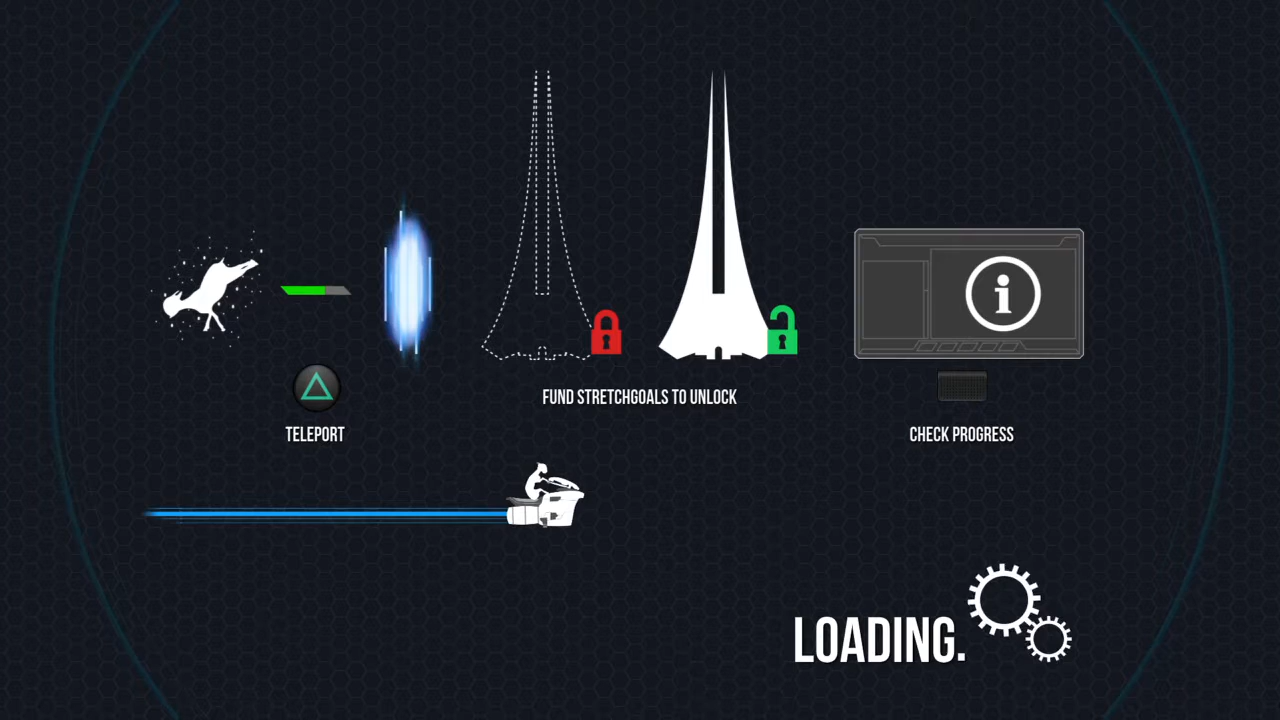 FUND STRETCHGOALS TO UNLOCK
TELEPORT
CHECK PROGRESS
LOADING.